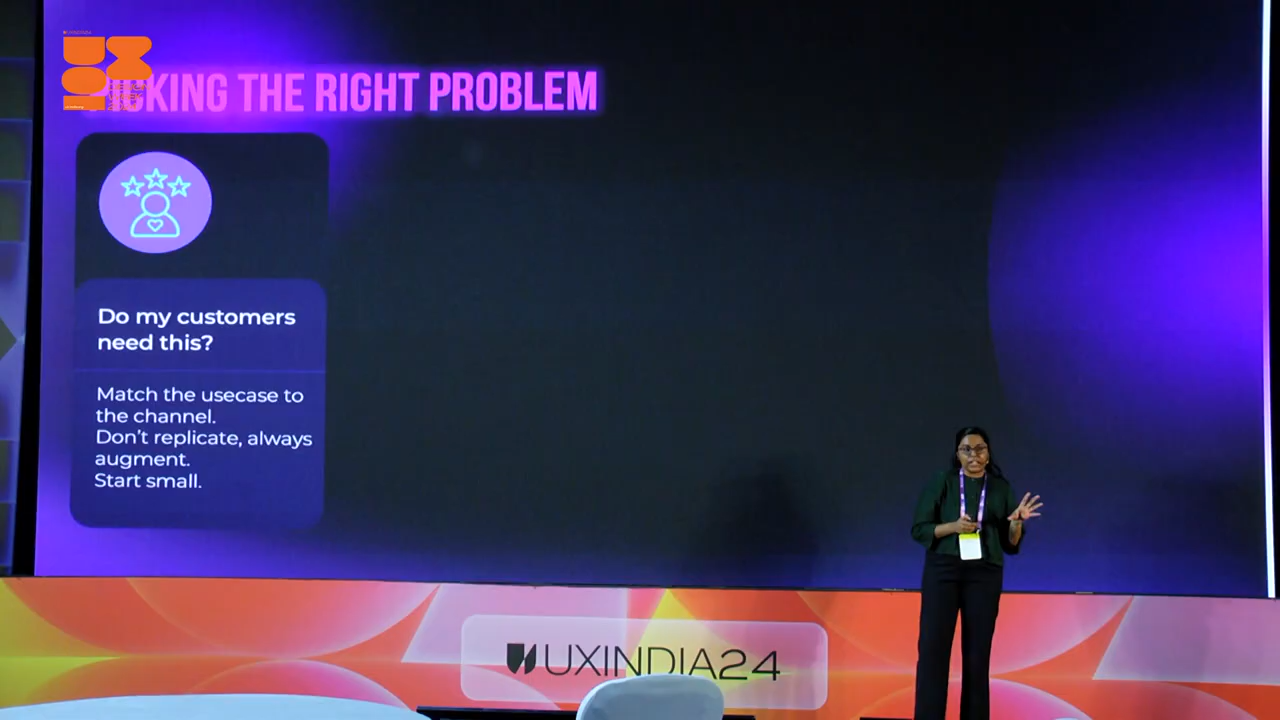 KING THE RIGHT PROBLEM
Do my customers
need this?
Match the usecase to
the channel.
Don't replicate, always
augment.
Start small.
UXINDIA24